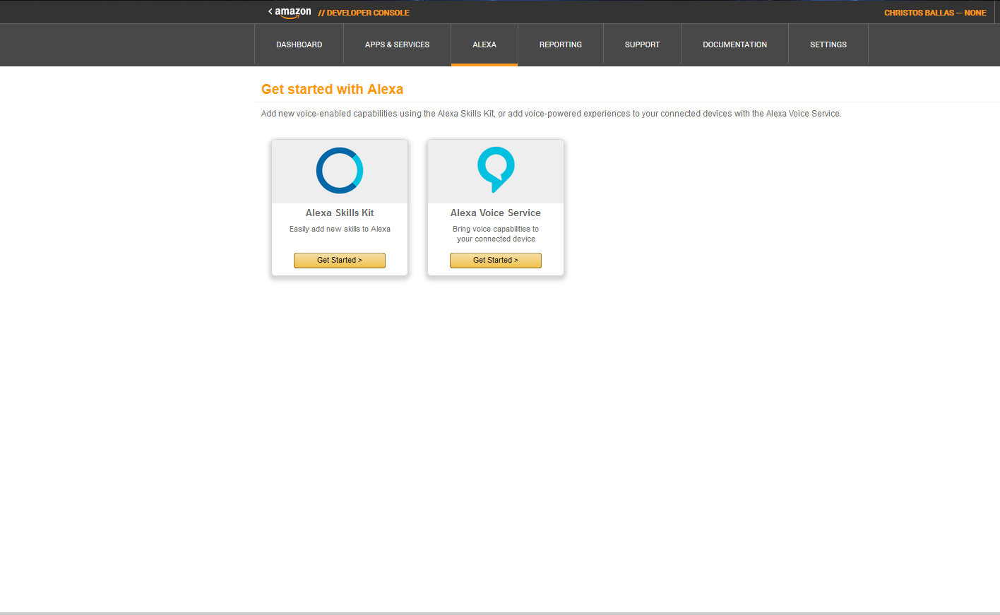 < amazon // DEVELOPER CONSOLE
CHRISTOS BALLAS — NONE
DASHBOARD
APPS & SERVICES
ALEXA
REPORTING
SUPPORT
DOCUMENTATION
SETTINGS
Get started with Alexa
Add new voice-enabled capabilities using the Alexa Skills Kit, or add voice-powered experiences to your connected devices with the Alexa Voice Service.
Alexa Skills Kit
Easily add new skills to Alexa
Get Started >
Alexa Voice Service
Bring voice capabilities to
your connected device
Get Started >